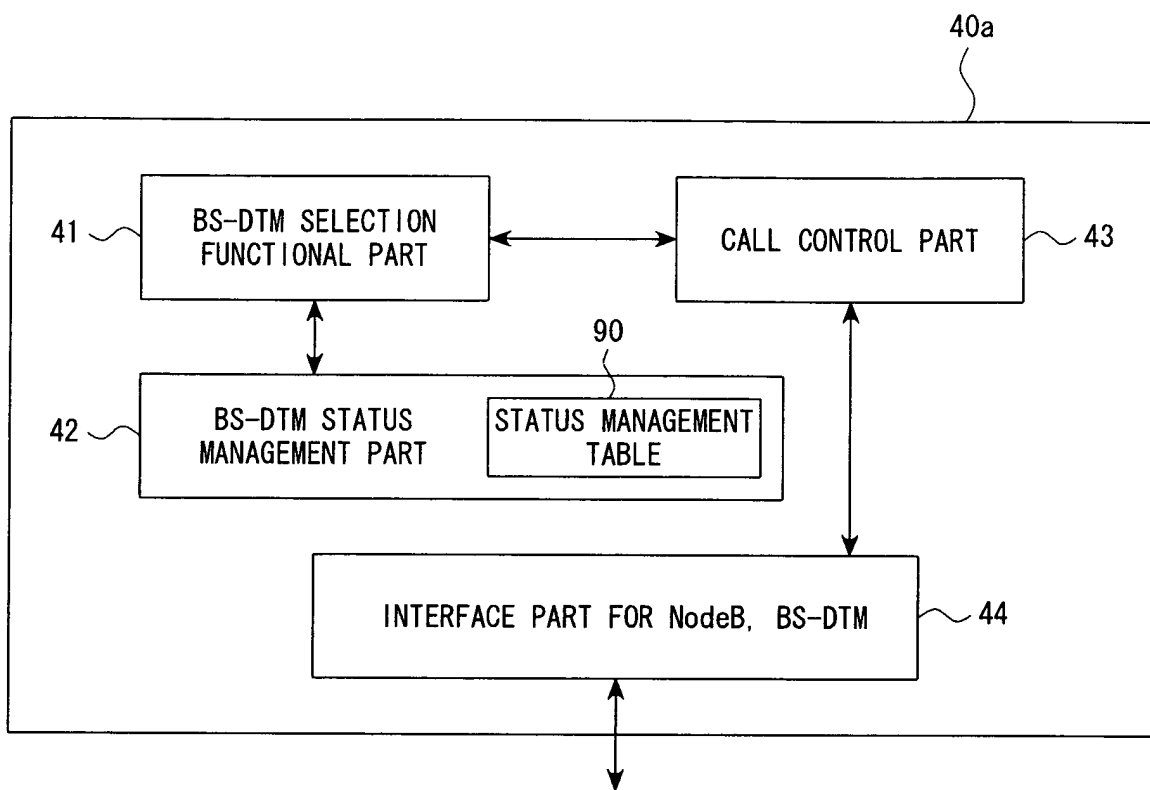 40a
BS-DTM SELECTION
FUNCTIONAL PART
41
CALL CONTROL PART
43
90
BS-DTM STATUS
MANAGEMENT PART
42
STATUS MANAGEMENT
TABLE
INTERFACE PART FOR NodeB, BS-DTM
44